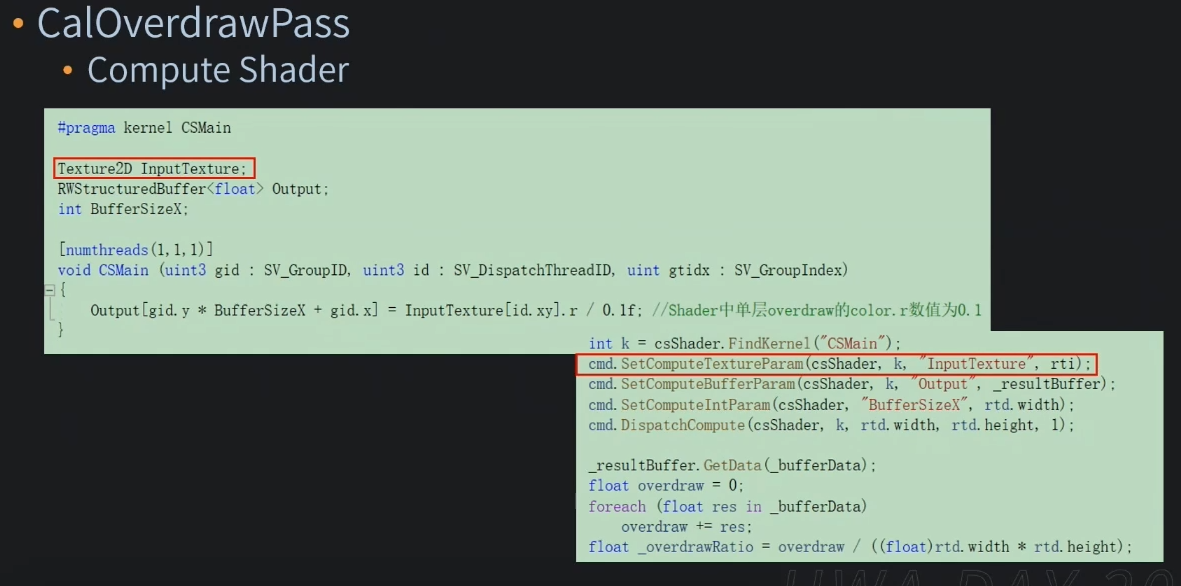 CalOverdrawPass
Compute Shader
#pragma kernel CSMain
Texture2D InputTexture;
RWStructuredBuffer<float> Output;
int BufferSizeX;
[numthreads(1,1,1)]
void CSMain (uint3 gid : SV_GroupID, uint3 id : SV_DispatchThreadID, uint gtidx : SV_GroupIndex)
{
Output[gid.y * BufferSizeX + gid.x] = InputTexture[id.xy].r / 0.1f; //Shader中单层overdraw的color.r数值为0.1
}
int k = csShader.FindKernel("CSMain");
cmd.SetComputeTextureParam(csShader, k, "InputTexture", rti);
cmd.SetComputeBufferParam(csShader, k, "Output", _resultBuffer);
cmd.SetComputeIntParam(csShader, "BufferSizeX", rtd.width);
cmd.DispatchCompute(csShader, k, rtd.width, rtd.height, 1);
_resultBuffer.GetData(_bufferData);
float overdraw = 0;
foreach (float res in _bufferData)
overdraw += res;
float _overdrawRatio = overdraw / ((float)rtd.width * rtd.height);
UWA DAY 20